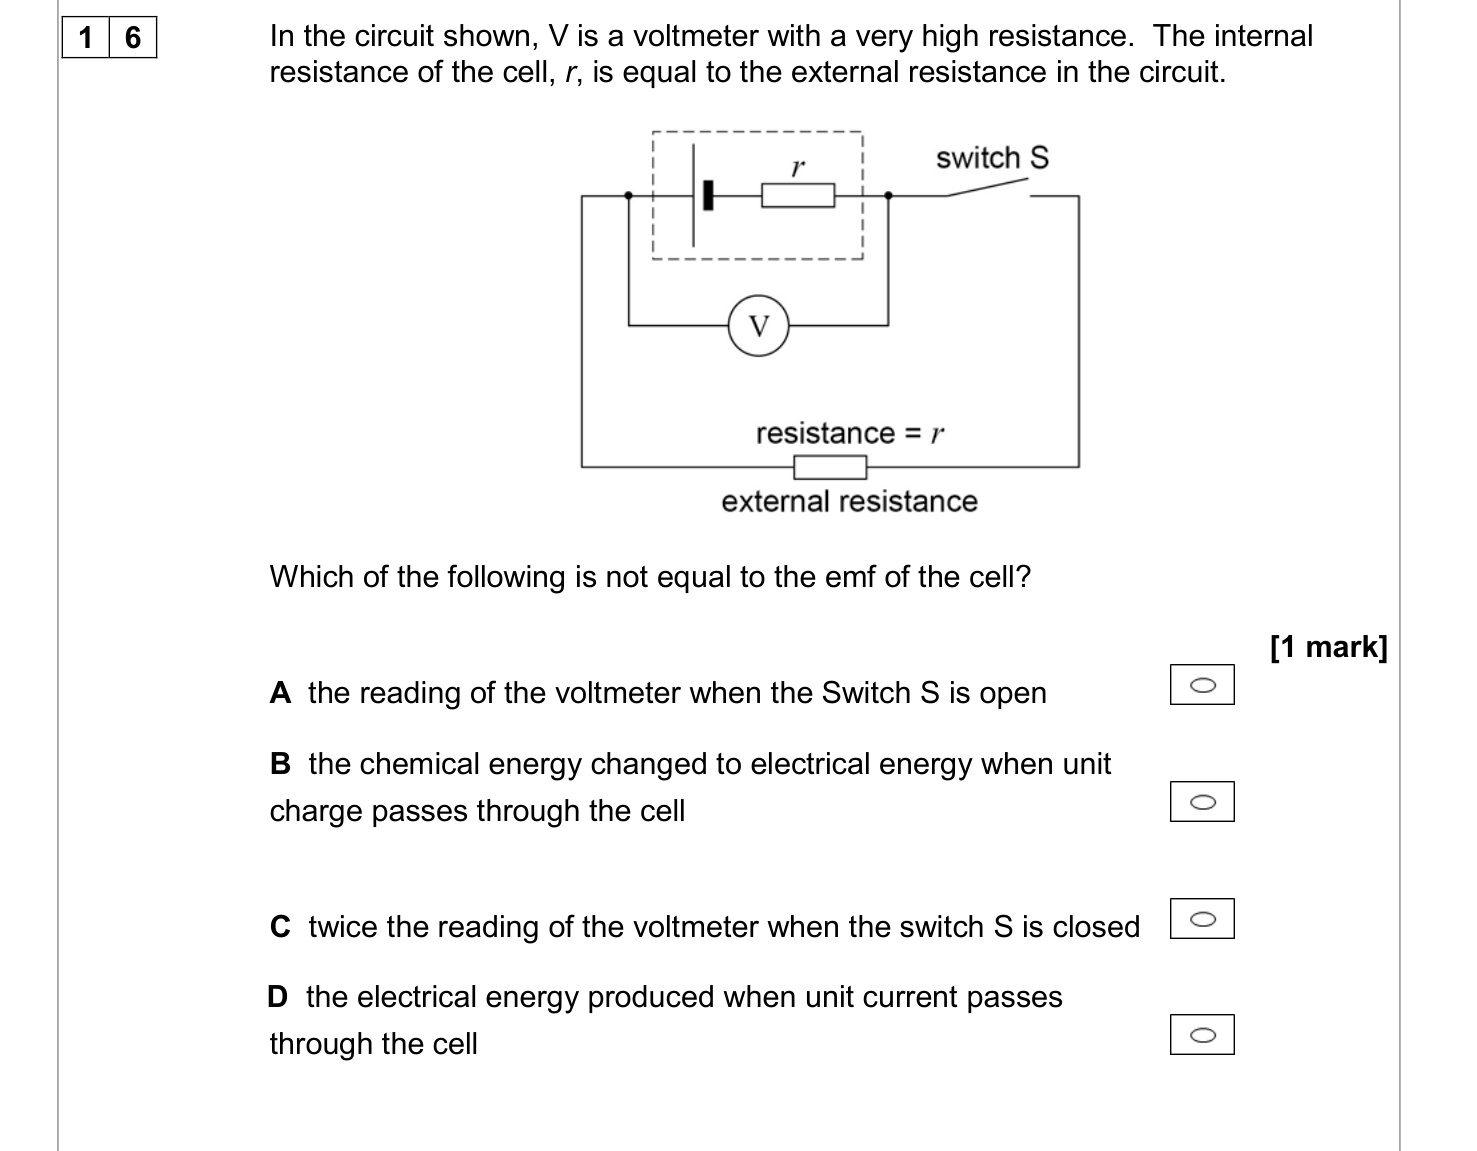 1 6
In the circuit shown, V is a voltmeter with a very high resistance. The internal
resistance of the cell, r, is equal to the external resistance in the circuit.
r
switch S
V
resistance = r
external resistance
Which of the following is not equal to the emf of the cell?
[1 mark]
A the reading of the voltmeter when the Switch S is open
B the chemical energy changed to electrical energy when unit
charge passes through the cell
C twice the reading of the voltmeter when the switch S is closed
D the electrical energy produced when unit current passes
through the cell